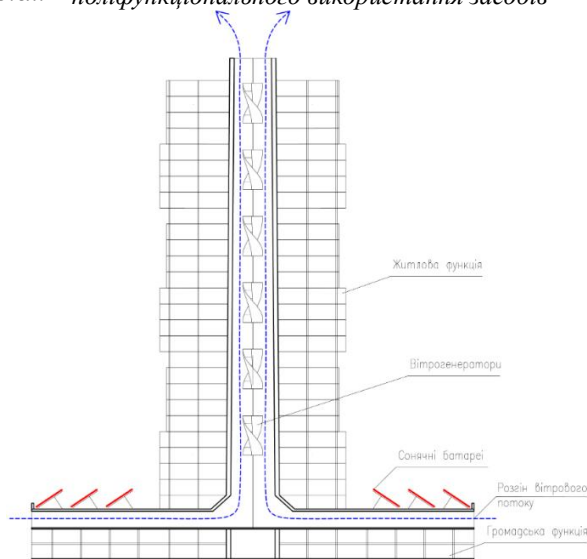 поліфункціонального використання засобів
Житлова функція
Вітрогенератори
Сонячні батареї
Розгін вітрового
потоку
Громадська функція